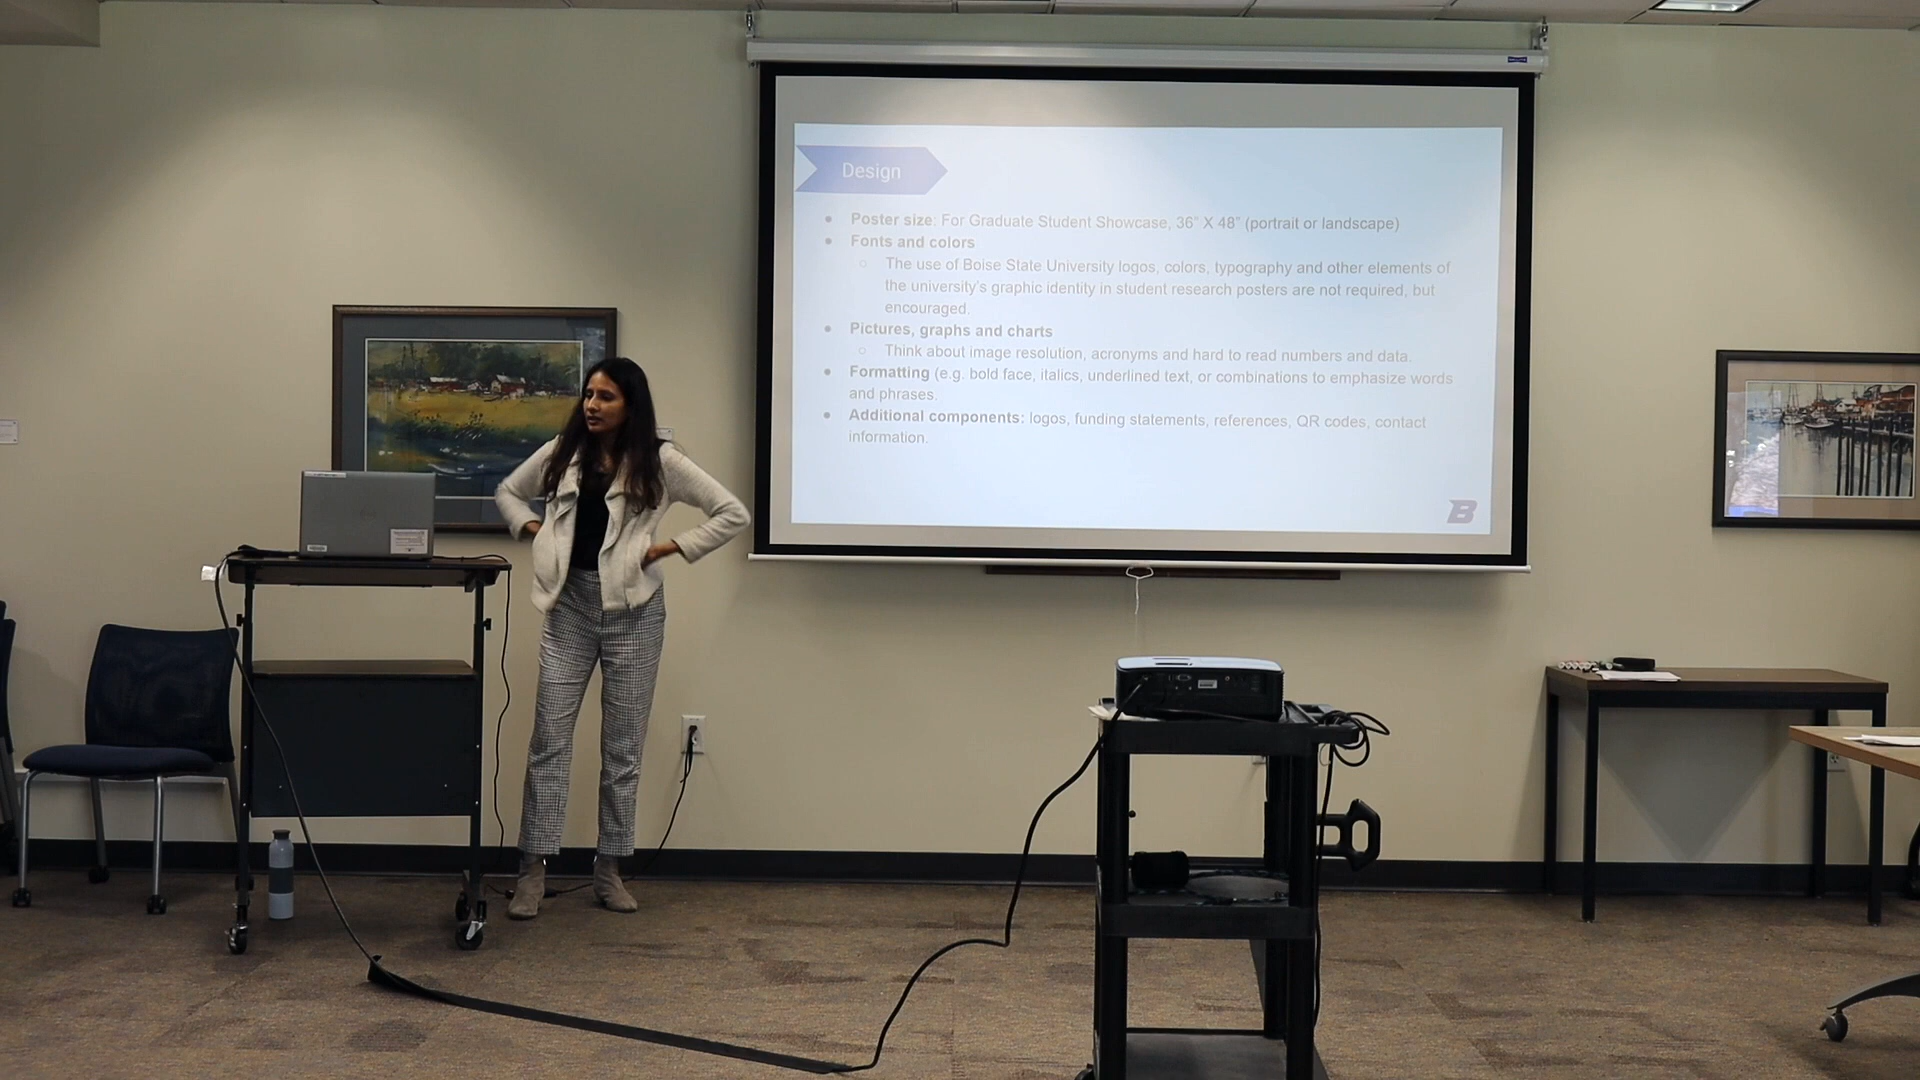 Design
● Poster size: For Graduate Student Showcase, 36" X 48" (portrait or landscape)
● Fonts and colors
○ The use of Boise State University logos, colors, typography and other elements of
the university's graphic identity in student research posters are not required, but
encouraged.
● Pictures, graphs and charts
○ Think about image resolution, acronyms and hard to read numbers and data.
● Formatting (e.g. bold face, italics, underlined text, or combinations to emphasize words
and phrases.
● Additional components: logos, funding statements, references, QR codes, contact
information.
B